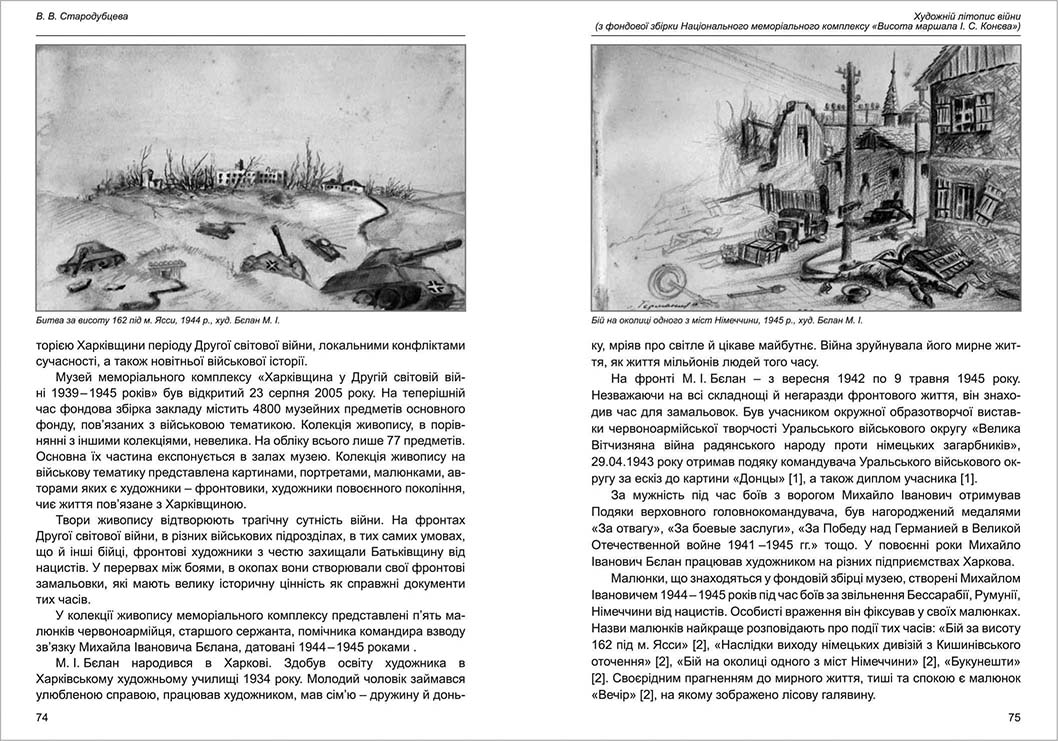 В. В. Стародубцева
Битва за висоту 162 під м. Ясси, 1944 р., худ. Бєлан М. І.
торією Харківщини періоду Другої світової війни, локальними конфліктами
сучасності, а також новітньої військової історії.
Музей меморіального комплексу «Харківщина у Другій світовій вій-
ні 1939–1945 років» був відкритий 23 серпня 2005 року. На теперішній
час фондова збірка закладу містить 4800 музейних предметів основного
фонду, пов'язаних з військовою тематикою. Колекція живопису, в порів-
нянні з іншими колекціями, невелика. На обліку всього лише 77 предметів.
Основна їх частина експонується в залах музею. Колекція живопису на
військову тематику представлена картинами, портретами, малюнками, ав-
торами яких є художники – фронтовики, художники повоєнного покоління,
чиє життя пов'язане з Харківщиною.
Твори живопису відтворюють трагічну сутність війни. На фронтах
Другої світової війни, в різних військових підрозділах, в тих самих умовах,
що й інші бійці, фронтові художники з честю захищали Батьківщину від
нацистів. У перервах між боями, в окопах вони створювали свої фронтові
замальовки, які мають велику історичну цінність як справжні документи
тих часів.
У колекції живопису меморіального комплексу представлені п'ять ма-
люнків червоноармійця, старшого сержанта, помічника командира взводу
зв'язку Михайла Івановича Бєлана, датовані 1944–1945 роками .
М. І. Бєлан народився в Харкові. Здобув освіту художника в
Харківському художньому училищі 1934 року. Молодий чоловік займався
улюбленою справою, працював художником, мав сім'ю – дружину й донь-
74
Художній літопис війни
(з фондової збірки Національного меморіального комплексу «Висота маршала І. С. Конєва»)
Германия
Бій на околиці одного з міст Німеччини, 1945 р., худ. Бєлан М. І.
ку, мріяв про світле й цікаве майбутнє. Війна зруйнувала його мирне жит-
тя, як життя мільйонів людей того часу.
На фронті М. І. Бєлан – з вересня 1942 по 9 травня 1945 року.
Незважаючи на всі складнощі й негаразди фронтового життя, він знахо-
див час для замальовок. Був учасником окружної образотворчої вистав-
ки червоноармійської творчості Уральського військового округу «Велика
Вітчизняна війна радянського народу проти німецьких загарбників»,
29.04.1943 року отримав подяку командувача Уральського військового ок-
ругу за ескіз до картини «Донцы» [1], а також диплом учасника [1].
За мужність під час боїв з ворогом Михайло Іванович отримував
Подяки верховного головнокомандувача, був нагороджений медалями
«За отвагу», «За боевые заслуги», «За Победу над Германией в Великой
Отечественной войне 1941–1945 гг.» тощо. У повоєнні роки Михайло
Іванович Бєлан працював художником на різних підприємствах Харкова.
Малюнки, що знаходяться у фондовій збірці музею, створені Михайлом
Івановичем 1944–1945 років під час боїв за звільнення Бессарабії, Румунії,
Німеччини від нацистів. Особисті враження він фіксував у своїх малюнках.
Назви малюнків найкраще розповідають про події тих часів: «Бій за висоту
162 під м. Ясси» [2], «Наслідки виходу німецьких дивізій з Кишинівського
оточення» [2], «Бій на околиці одного з міст Німеччини» [2], «Букунешти»
[2]. Своєрідним прагненням до мирного життя, тиші та спокою є малюнок
«Вечір» [2], на якому зображено лісову галявину.
75